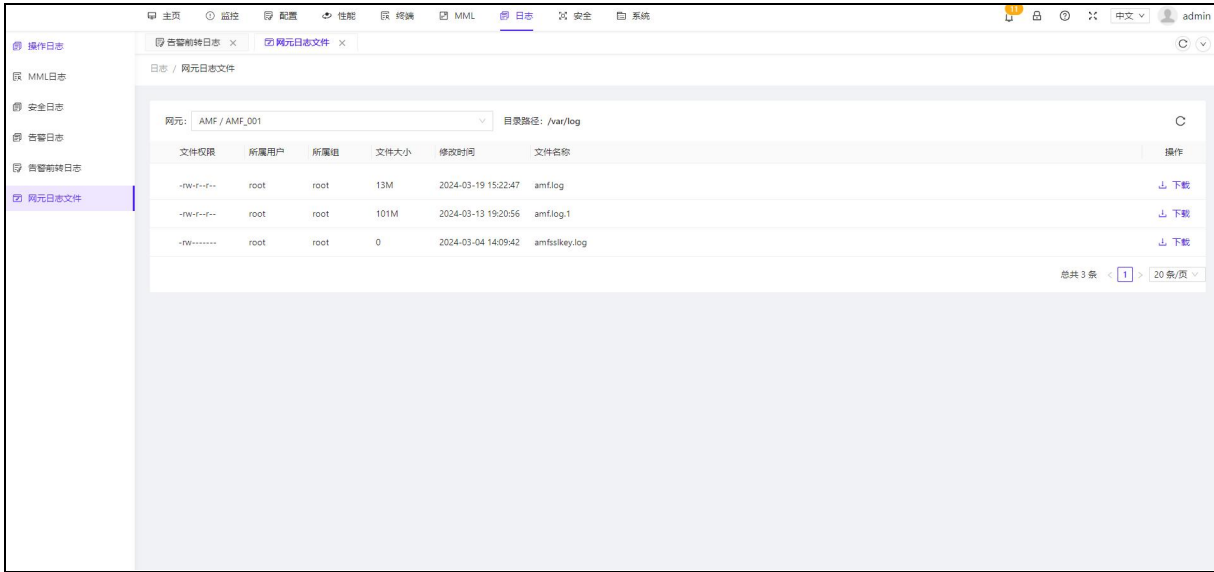 主页 监控 配置 性能 终端 MML 日志 安全 系统 11 中文 admin
操作日志
MML日志
安全日志
告警日志
告警前转日志
网元日志文件
告警前转日志 网元日志文件
日志 / 网元日志文件
网元: AMF / AMF_001 目录路径: /var/log
文件权限 所属用户 所属组 文件大小 修改时间 文件名称 操作
-rw-r--r-- root root 13M 2024-03-19 15:22:47 amf.log 下载
-rw-r--r-- root root 101M 2024-03-13 19:20:56 amf.log.1 下载
-rw------- root root 0 2024-03-04 14:09:42 amfsslkey.log 下载
总共 3 条 < 1 > 20 条/页